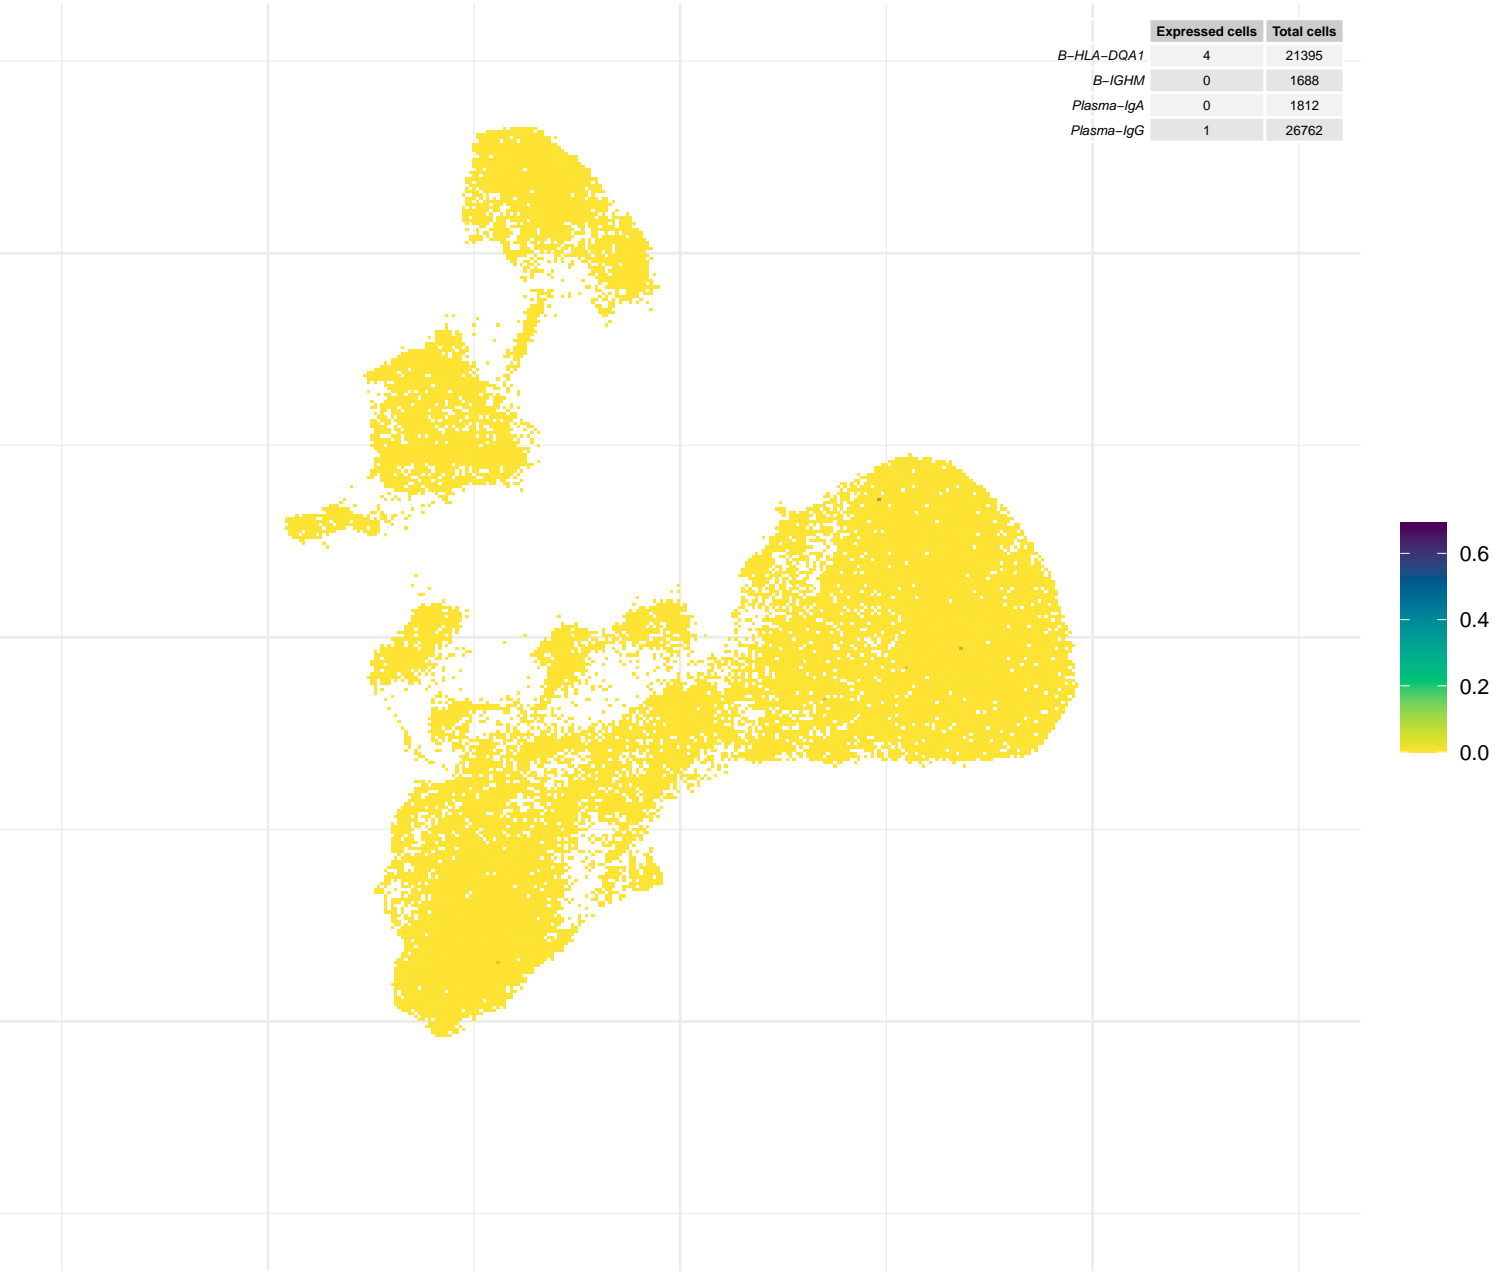 Expressed cells Total cells
B−HLA−DQA1 4 21395
B−IGHM 0 1688
Plasma−IgA 0 1812
Plasma−IgG 1 26762
0.6
0.4
0.2
0.0